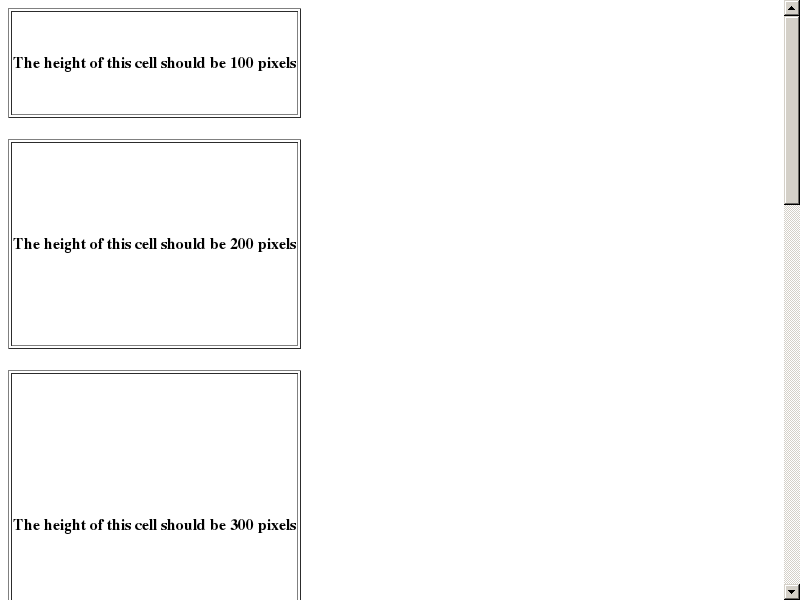 The height of this cell should be 100 pixels
The height of this cell should be 200 pixels
The height of this cell should be 300 pixels